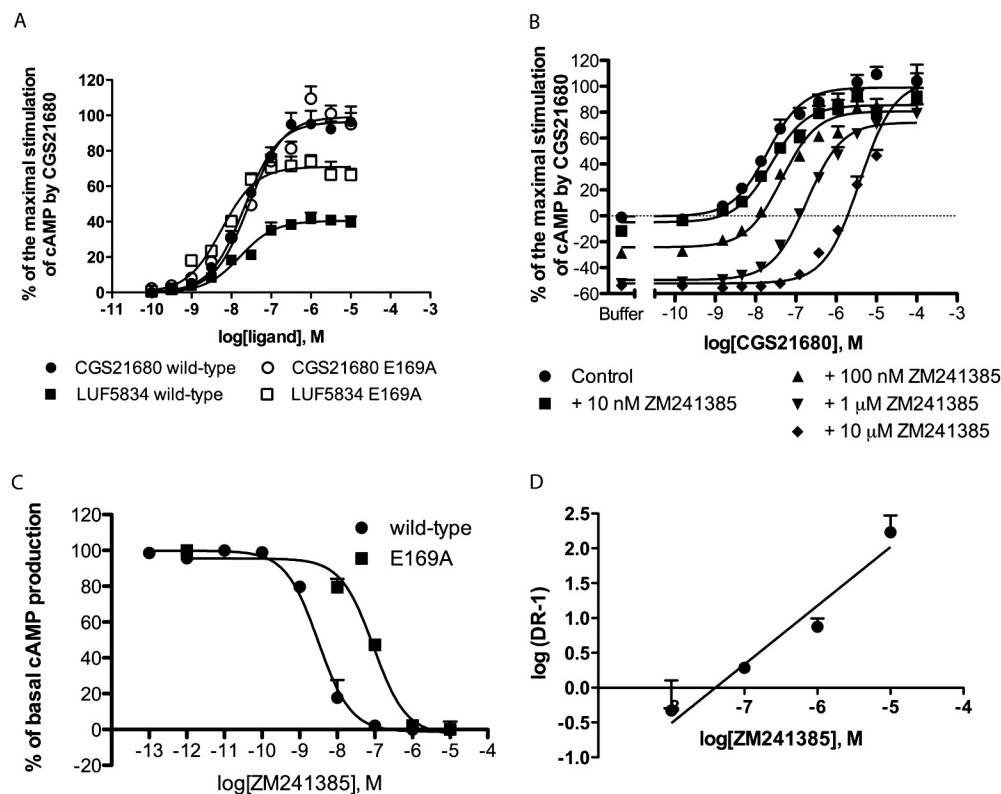 A
% of the maximal stimulation
of cAMP by CGS21680
120
100
80
60
40
20
0
-11 -10 -9 -8 -7 -6 -5 -4 -3
log[ligand], M
CGS21680 wild-type
CGS21680 E169A
LUF5834 wild-type
LUF5834 E169A
B
% of the maximal stimulation
of cAMP by CGS21680
120
100
80
60
40
20
0
-20
-40
-60
Buffer -10 -9 -8 -7 -6 -5 -4 -3
log[CGS21680], M
Control
+ 10 nM ZM241385
+ 100 nM ZM241385
+ 1 μM ZM241385
+ 10 μM ZM241385
C
% of basal cAMP production
120
100
80
60
40
20
0
-20
-13 -12 -11 -10 -9 -8 -7 -6 -5 -4
log[ZM241385], M
wild-type
E169A
D
log (DR-1)
2.5
2.0
1.5
1.0
0.5
0.0
-0.5
-1.0
-7 -6 -5 -4
log[ZM241385], M